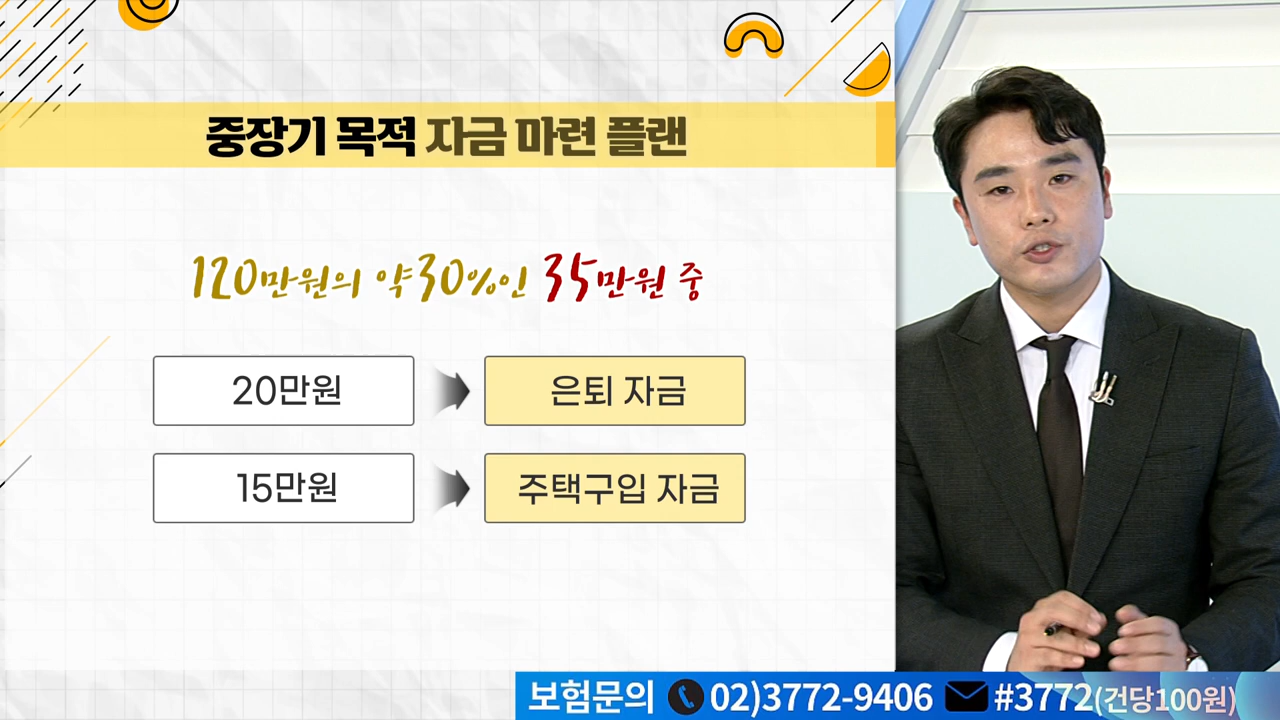 중장기 목적 자금 마련 플랜
120만원의 약30%인 35만원 중
20만원
은퇴 자금
15만원
주택구입 자금
보험문의 02)3772-9406 #3772(건당100원)